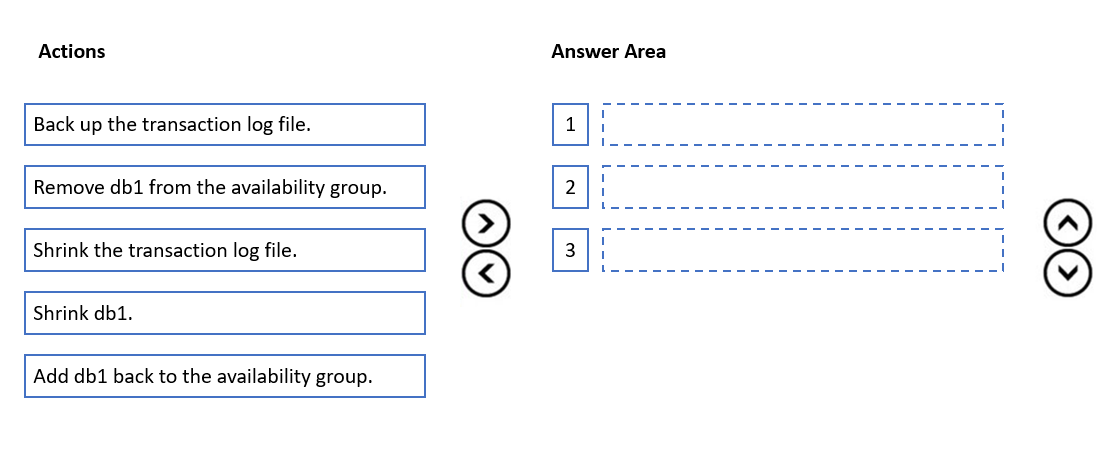 Actions
Answer Area
Back up the transaction log file.
1
Remove db1 from the availability group.
2
Shrink the transaction log file.
3
Shrink db1.
Add db1 back to the availability group.